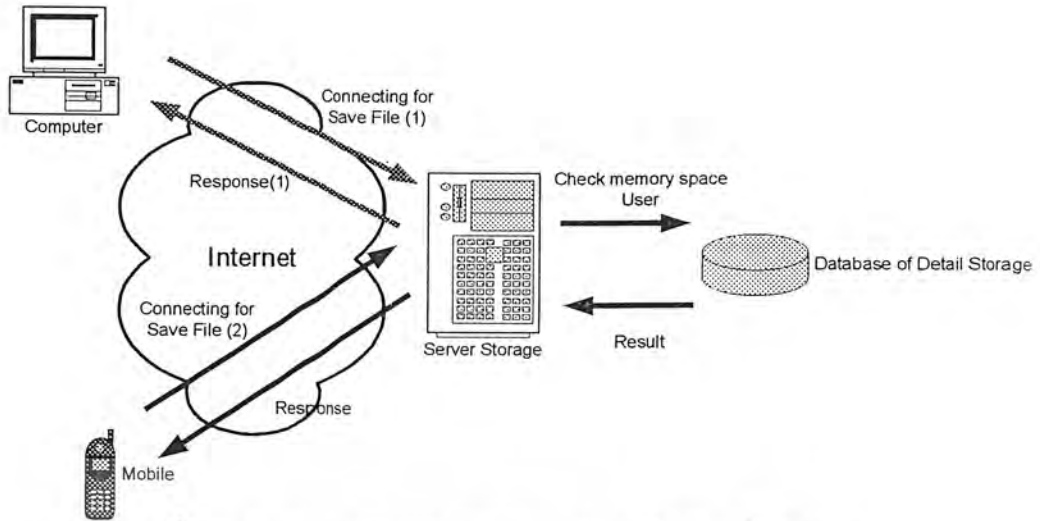 Computer
Connecting for
Save File (1)
Response(1)
Internet
Check memory space
User
Database of Detail Storage
Connecting for
Save File (2)
Server Storage
Result
Response
Mobile